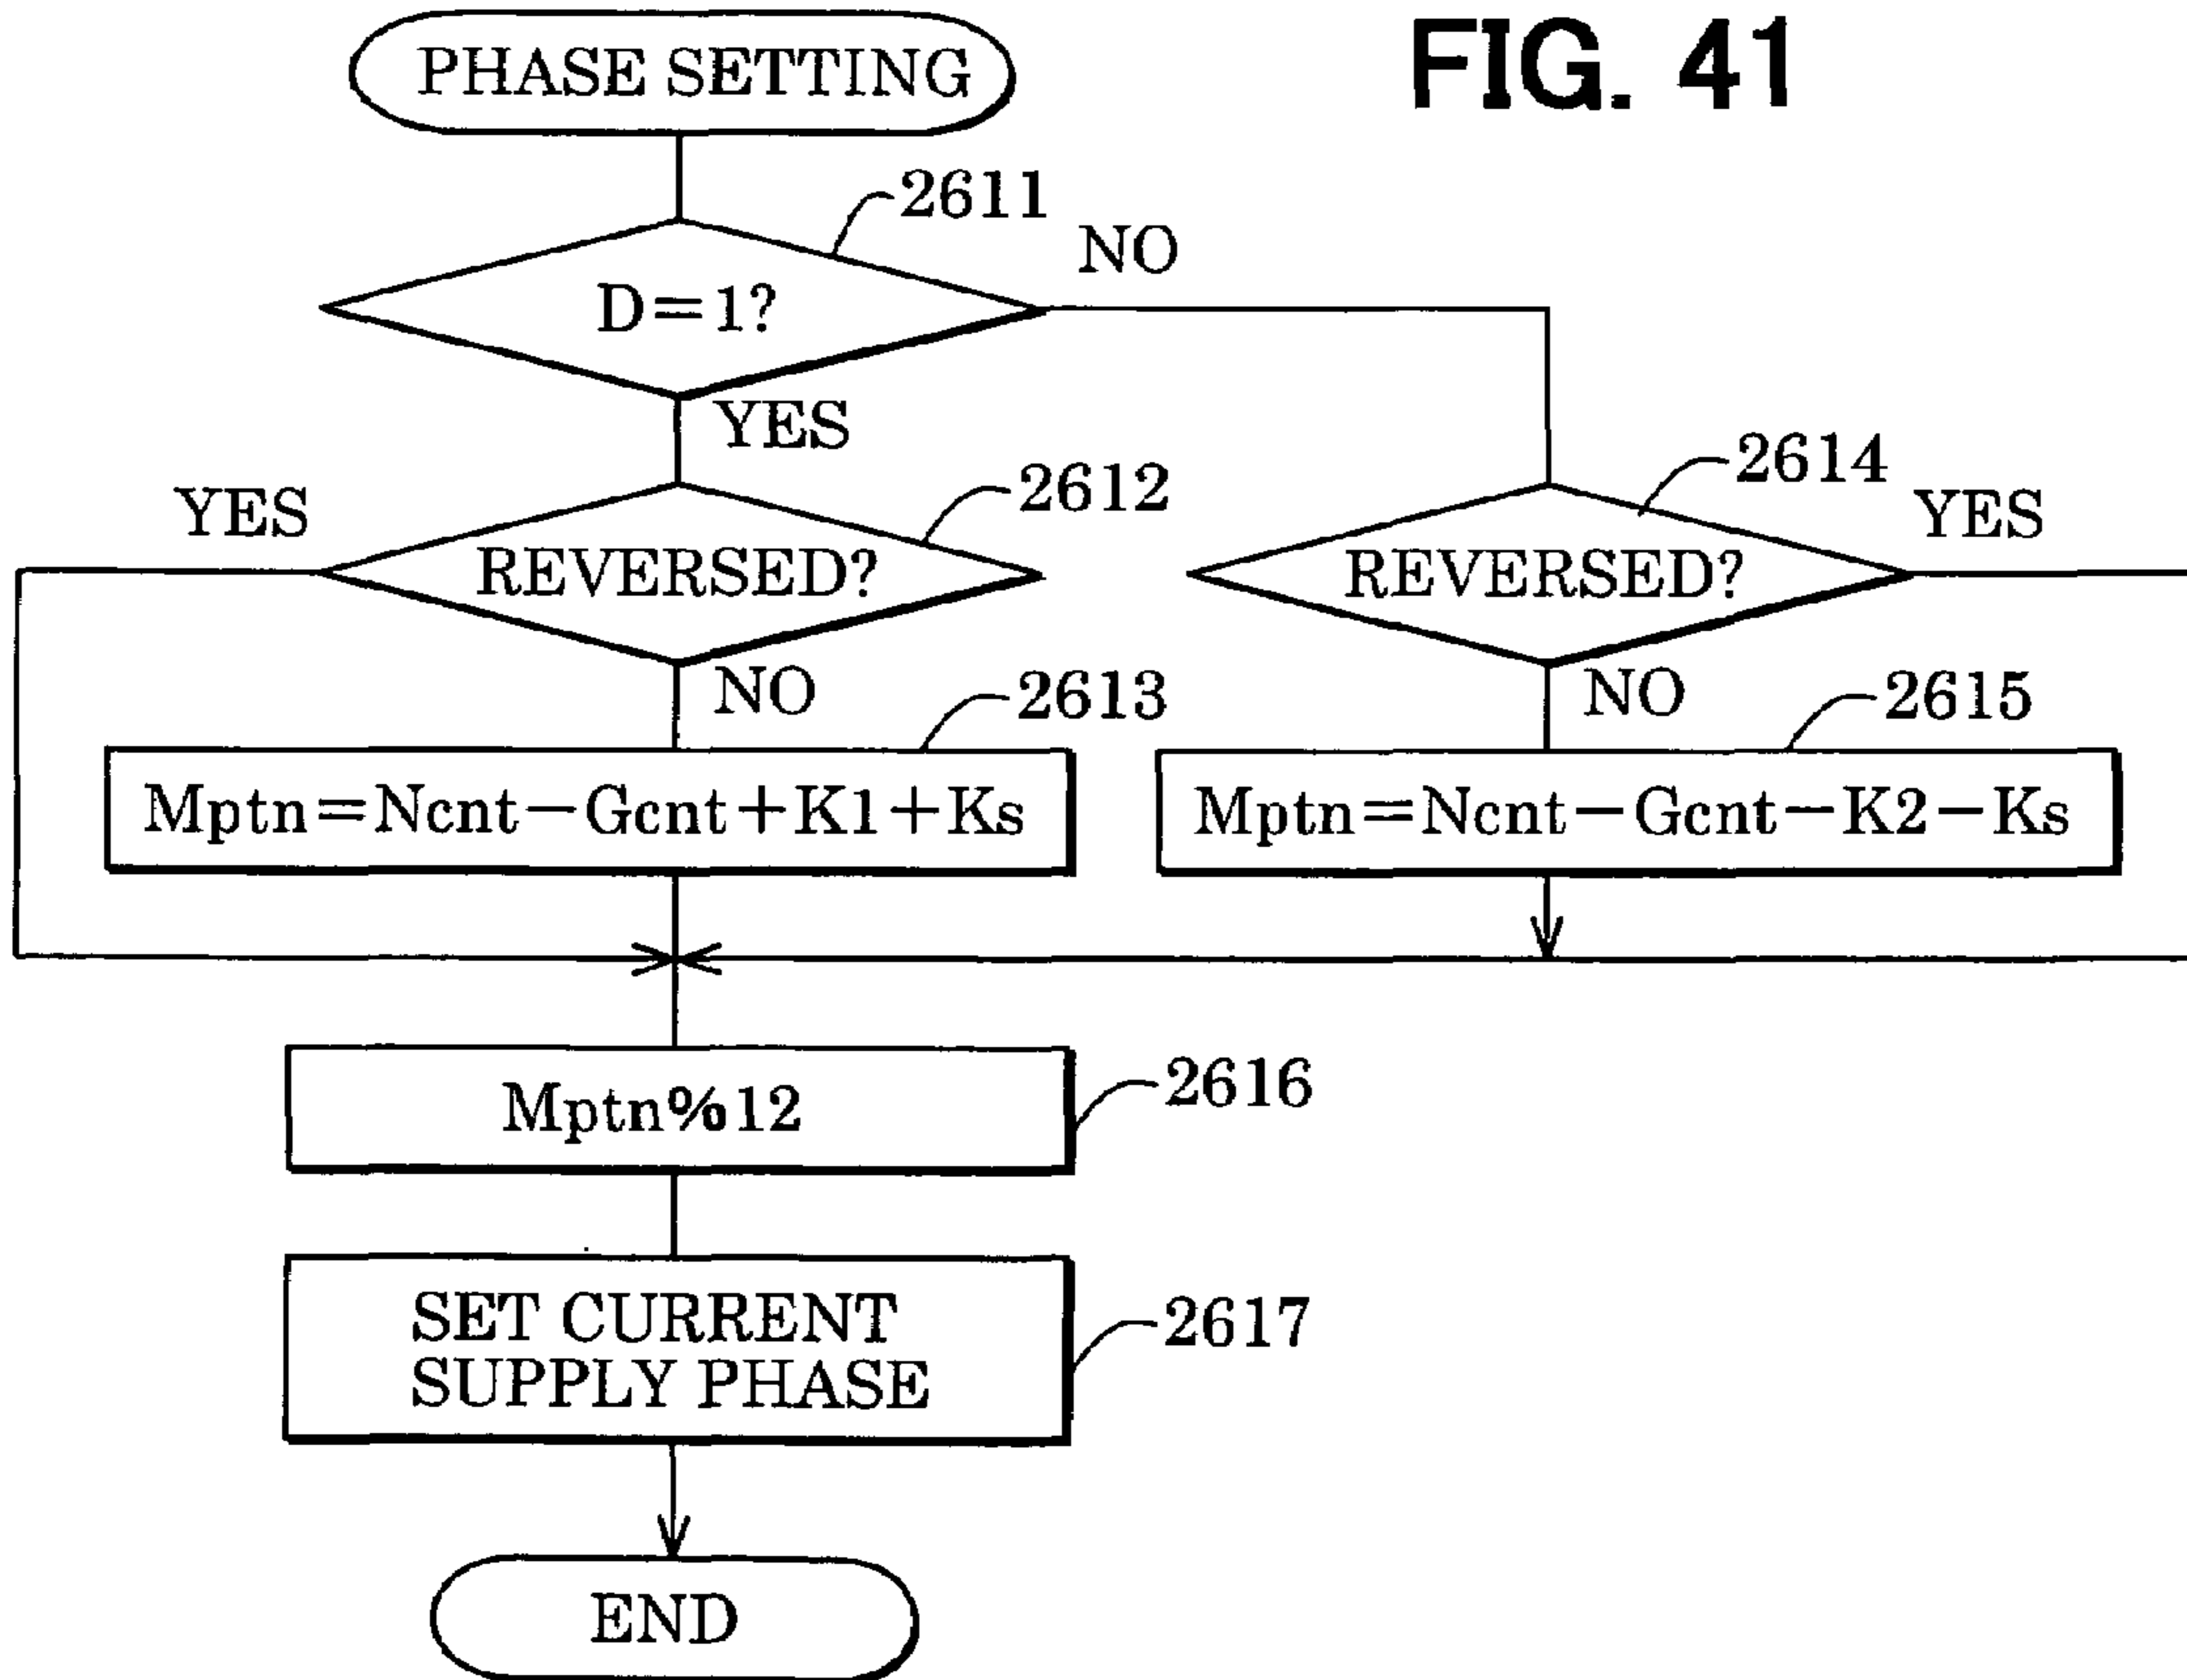 FIG. 41
PHASE SETTING
2611
NO
D=1?
YES
2612
YES
REVERSED?
2614
YES
REVERSED?
NO
2613
NO
2615
Mptn=Ncnt-Gcnt+K1+Ks
Mptn=Ncnt-Gcnt-K2-Ks
Mptn%12
2616
SET CURRENT
SUPPLY PHASE
2617
END